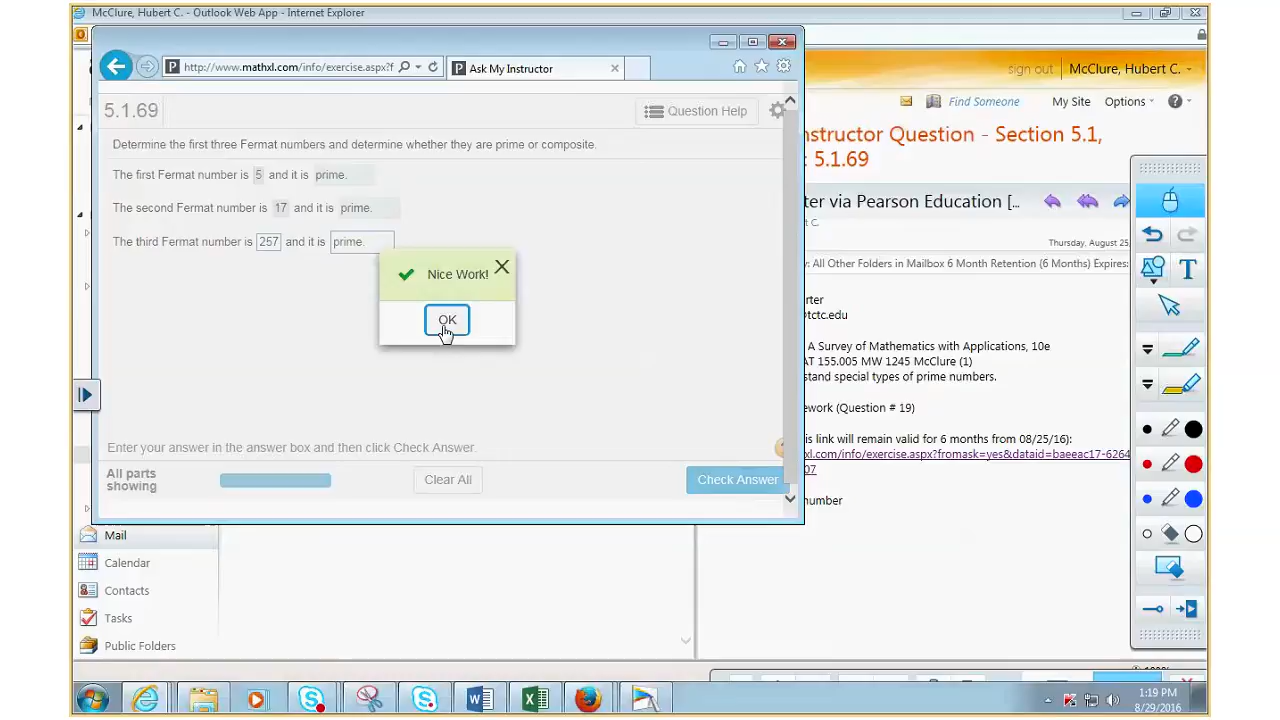 McClure, Hubert C. - Outlook Web App - Internet Explorer
http://www.mathxl.com/info/exercise.aspx?f
Ask My Instructor
sign out McClure, Hubert C.
5.1.69
Question Help
Find Someone My Site Options
Determine the first three Fermat numbers and determine whether they are prime or composite.
nstructor Question - Section 5.1,
: 5.1.69
The first Fermat number is 5 and it is prime.
The second Fermat number is 17 and it is prime.
The third Fermat number is 257 and it is prime.
ter via Pearson Education [...
t C.
Thursday, August 25,
: All Other Folders in Mailbox 6 Month Retention (6 Months) Expires:
Nice Work!
OK
rter
@tctc.edu
A Survey of Mathematics with Applications, 10e
AT 155.005 MW 1245 McClure (1)
stand special types of prime numbers.
ework (Question # 19)
is link will remain valid for 6 months from 08/25/16):
xl.com/info/exercise.aspx?fromask=yes&dataid=baeeac17-6264
07
number
Enter your answer in the answer box and then click Check Answer.
All parts
showing
Clear All
Check Answer
Mail
Calendar
Contacts
Tasks
Public Folders
1:19 PM
8/29/2016